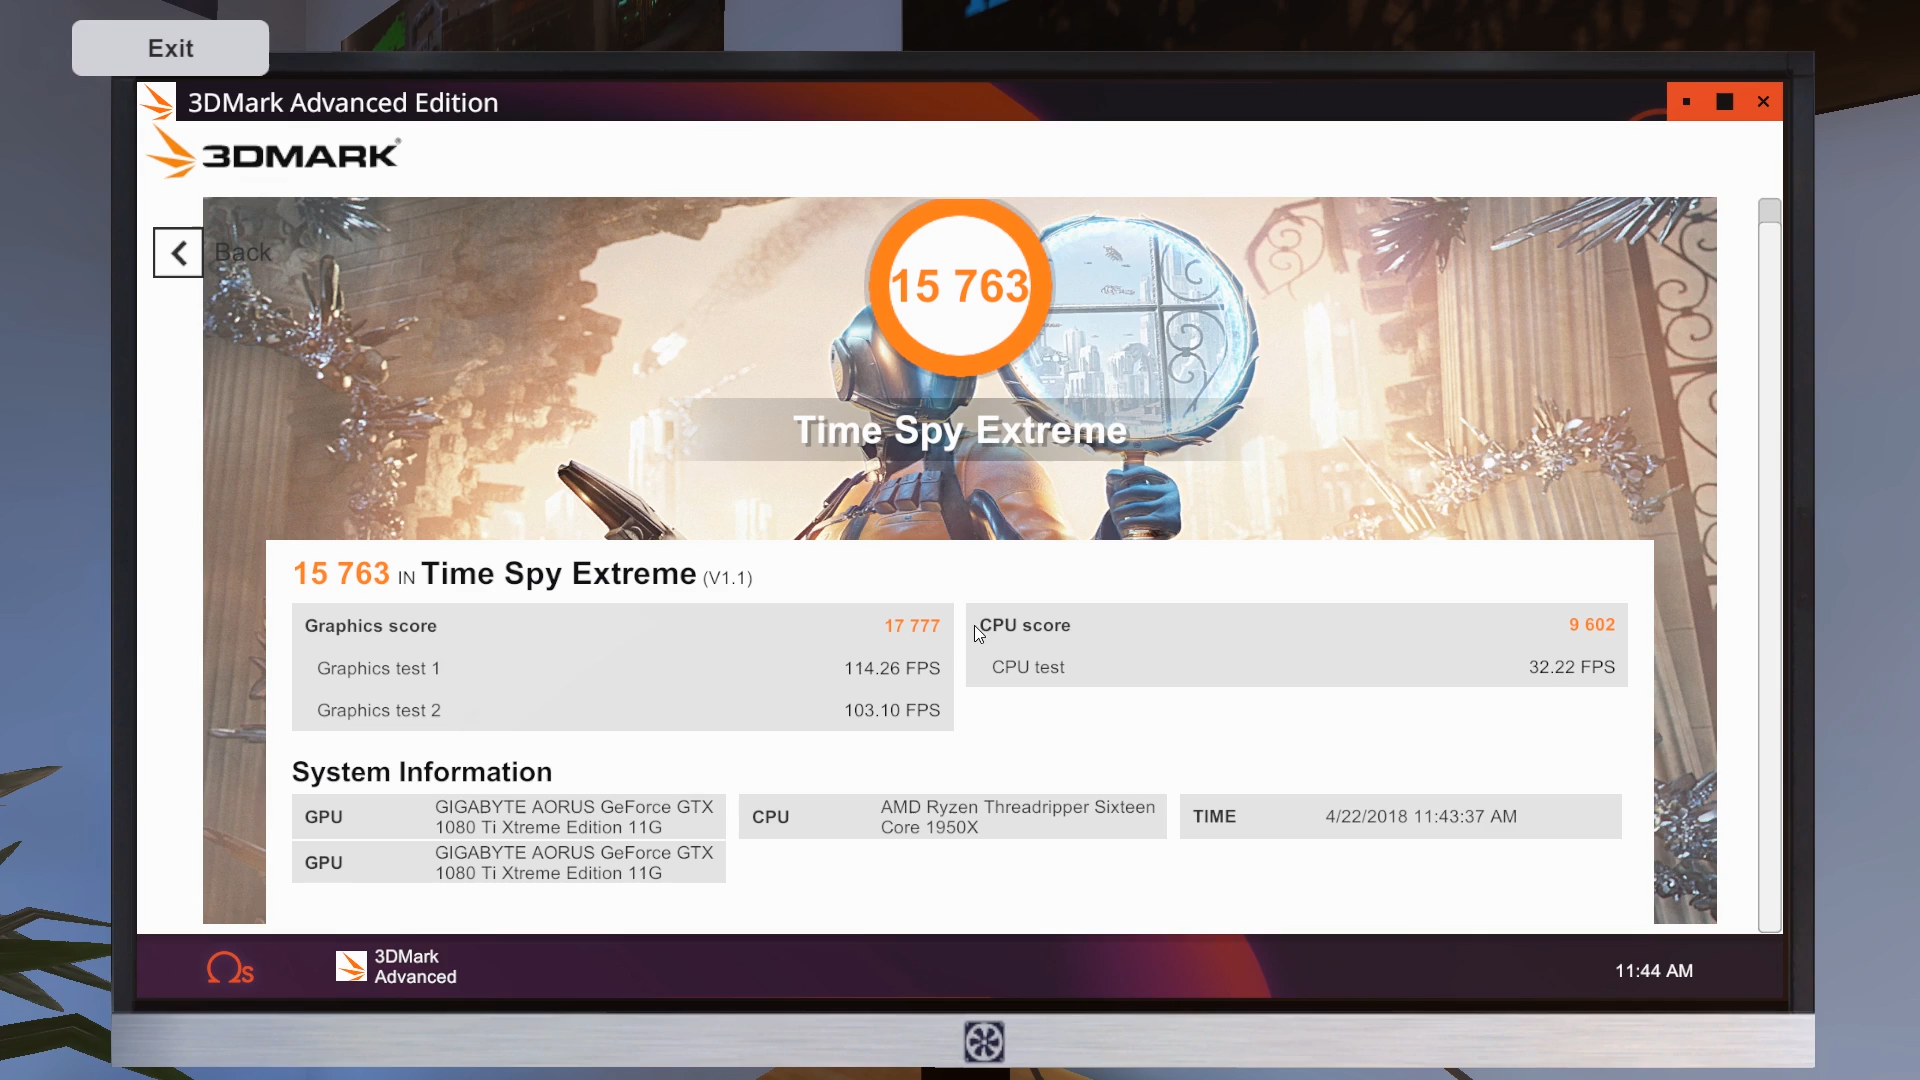 Exit
3DMark Advanced Edition
3DMARK®
Back
15 763
Time Spy Extreme
15 763 IN Time Spy Extreme (V1.1)
Graphics score 17 777
Graphics test 1 114.26 FPS
Graphics test 2 103.10 FPS
CPU score 9 602
CPU test 32.22 FPS
System Information
GPU GIGABYTE AORUS GeForce GTX
1080 Ti Xtreme Edition 11G
GPU GIGABYTE AORUS GeForce GTX
1080 Ti Xtreme Edition 11G
CPU AMD Ryzen Threadripper Sixteen
Core 1950X
TIME 4/22/2018 11:43:37 AM
Ωs
3DMark
Advanced
11:44 AM